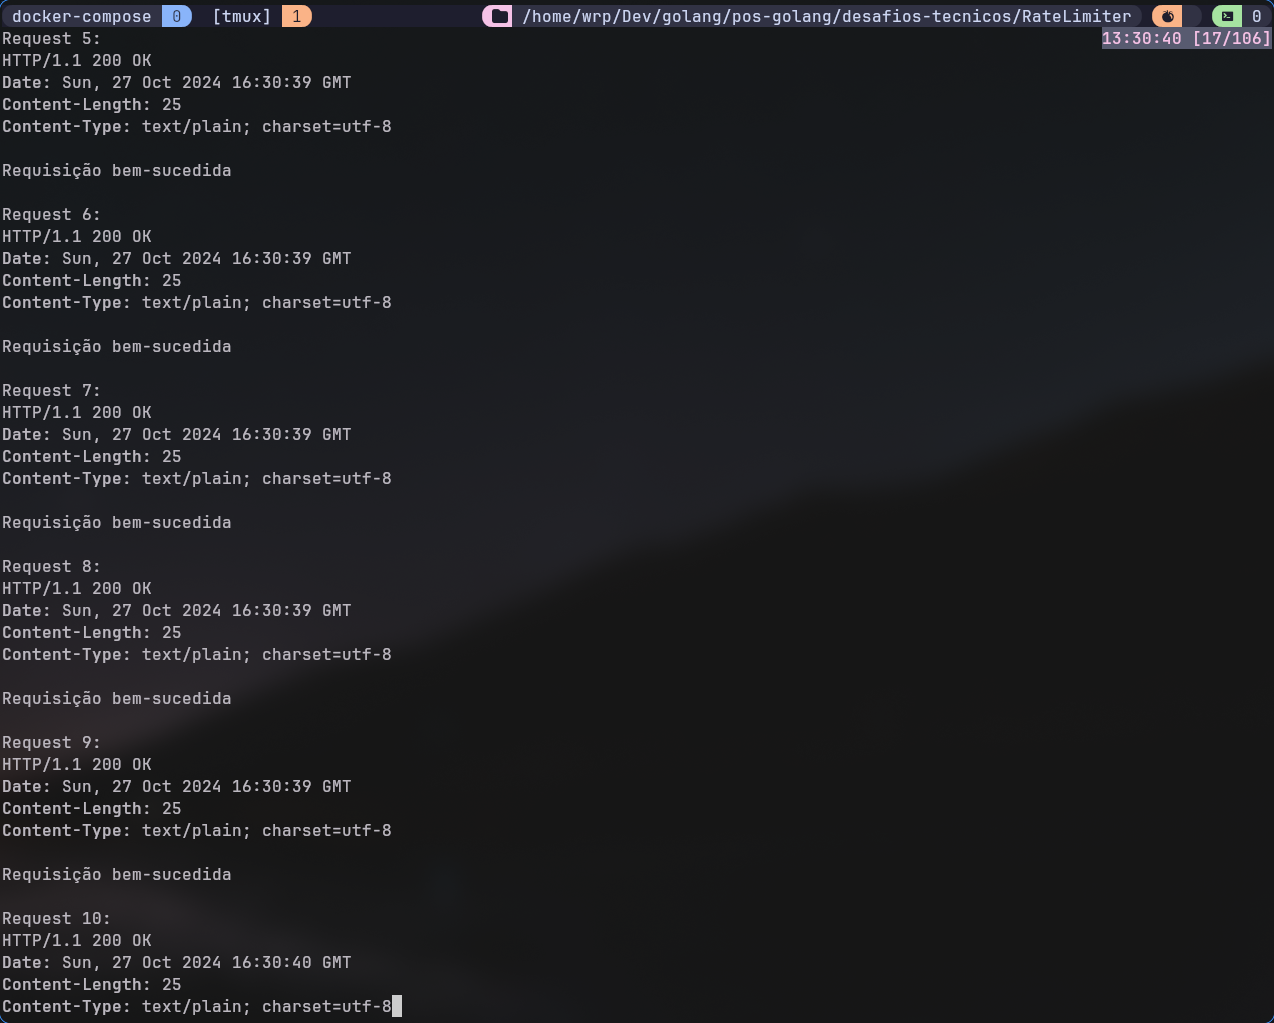 docker-compose 0 [tmux] 1 /home/wrp/Dev/golang/pos-golang/desafios-tecnicos/RateLimiter 0
Request 5: 13:30:40 [17/106]
HTTP/1.1 200 OK
Date: Sun, 27 Oct 2024 16:30:39 GMT
Content-Length: 25
Content-Type: text/plain; charset=utf-8
Requisição bem-sucedida
Request 6:
HTTP/1.1 200 OK
Date: Sun, 27 Oct 2024 16:30:39 GMT
Content-Length: 25
Content-Type: text/plain; charset=utf-8
Requisição bem-sucedida
Request 7:
HTTP/1.1 200 OK
Date: Sun, 27 Oct 2024 16:30:39 GMT
Content-Length: 25
Content-Type: text/plain; charset=utf-8
Requisição bem-sucedida
Request 8:
HTTP/1.1 200 OK
Date: Sun, 27 Oct 2024 16:30:39 GMT
Content-Length: 25
Content-Type: text/plain; charset=utf-8
Requisição bem-sucedida
Request 9:
HTTP/1.1 200 OK
Date: Sun, 27 Oct 2024 16:30:39 GMT
Content-Length: 25
Content-Type: text/plain; charset=utf-8
Requisição bem-sucedida
Request 10:
HTTP/1.1 200 OK
Date: Sun, 27 Oct 2024 16:30:40 GMT
Content-Length: 25
Content-Type: text/plain; charset=utf-8